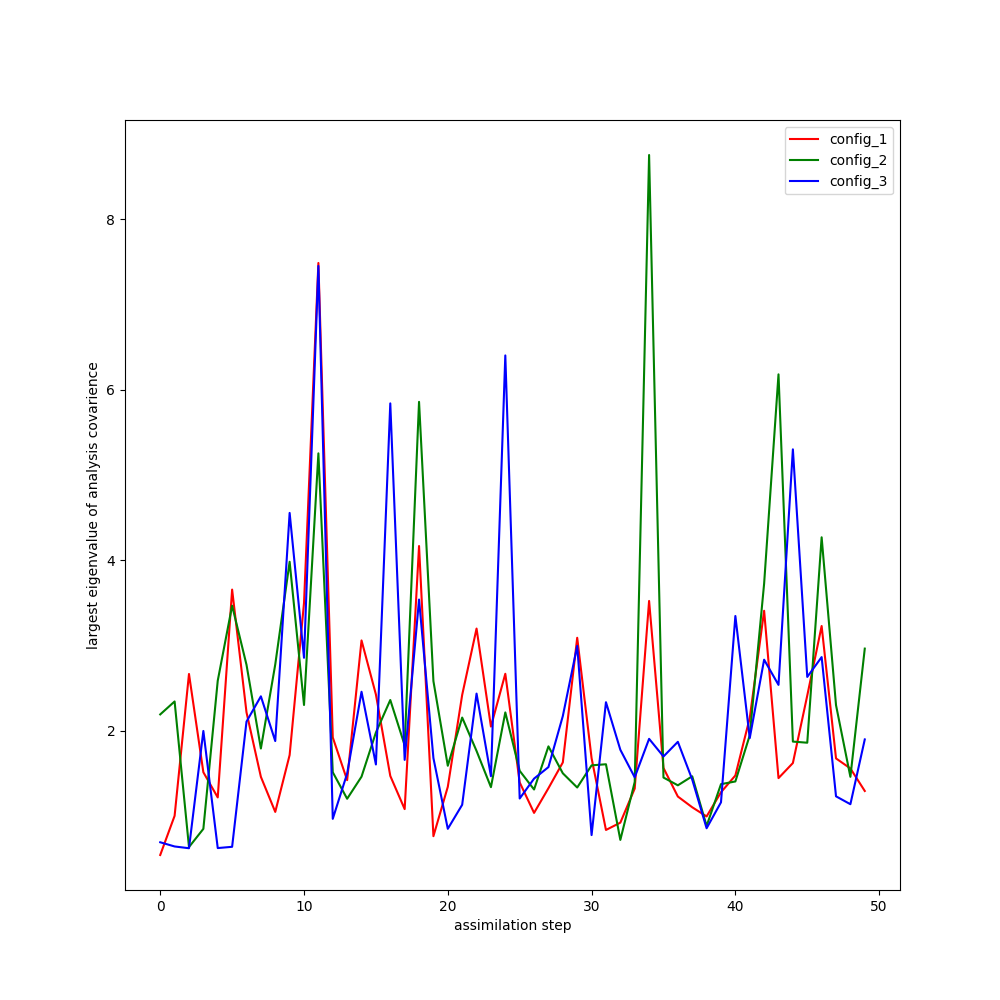 config_1
config_2
config_3
8
6
4
2
largest eigenvalue of analysis covarience
0 10 20 30 40 50
assimilation step